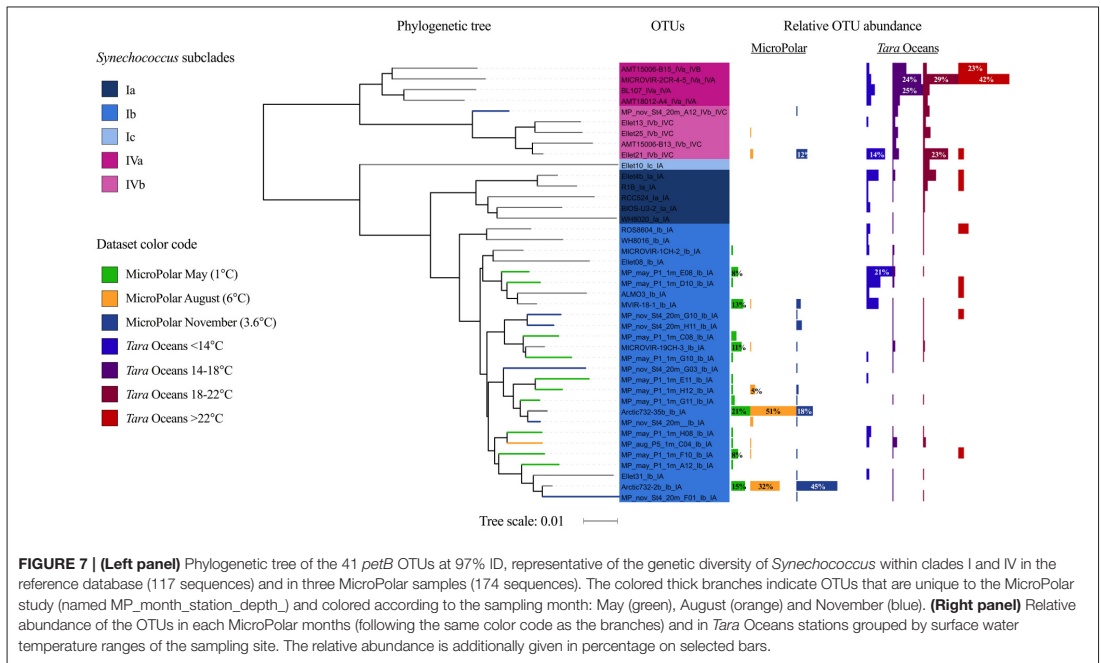 Phylogenetic tree
OTUs
Relative OTU abundance
MicroPolar
Tara Oceans
Synechococcus subclades
Ia
Ib
Ic
IVa
IVb
Dataset color code
MicroPolar May (1°C)
MicroPolar August (6°C)
MicroPolar November (3.6°C)
Tara Oceans <14°C
Tara Oceans 14-18°C
Tara Oceans 18-22°C
Tara Oceans >22°C
AMT15006-B15_IVa_IVB 23%
MICROVIR-2CR-4-5_IVa_IVA 24% 29% 42%
BL107_IVa_IVA 25%
AMT18012-A4_IVa_IVA
MP_nov_St4_20m_A12_IVb_IVC
Ellet13_IVb_IVC
Ellet25_IVb_IVC
AMT15006-B13_IVb_IVC
Ellet21_IVb_IVC 12% 14% 23%
Ellet10_Ic_IA
Ellet4b_Ia_IA
R1B_Ia_IA
RCC524_Ia_IA
BIOS-U3-2_Ia_IA
WH8020_Ia_IA
ROS8604_Ib_IA
WH8016_Ib_IA
MICROVIR-1CH-2_Ib_IA
Ellet08_Ib_IA
MP_may_P1_1m_E08_Ib_IA 8% 21%
MP_may_P1_1m_D10_Ib_IA
ALMO3_Ib_IA
MVIR-18-1_Ib_IA 13%
MP_nov_St4_20m_G10_Ib_IA
MP_nov_St4_20m_H11_Ib_IA
MP_may_P1_1m_C08_Ib_IA
MICROVIR-19CH-3_Ib_IA 11%
MP_may_P1_1m_G10_Ib_IA
MP_nov_St4_20m_G03_Ib_IA
MP_may_P1_1m_E11_Ib_IA
MP_may_P1_1m_H12_Ib_IA 5%
MP_may_P1_1m_G11_Ib_IA
Arctic732-35b_Ib_IA 21% 51% 18%
MP_nov_St4_20m__Ib_IA
MP_may_P1_1m_H08_Ib_IA
MP_aug_P5_1m_C04_Ib_IA
MP_may_P1_1m_F10_Ib_IA 8%
MP_may_P1_1m_A12_Ib_IA
Ellet31_Ib_IA
Arctic732-2b_Ib_IA 15% 32% 45%
MP_nov_St4_20m_F01_Ib_IA
Tree scale: 0.01
FIGURE 7 | (Left panel) Phylogenetic tree of the 41 petB OTUs at 97% ID, representative of the genetic diversity of Synechococcus within clades I and IV in the
reference database (117 sequences) and in three MicroPolar samples (174 sequences). The colored thick branches indicate OTUs that are unique to the MicroPolar
study (named MP_month_station_depth_) and colored according to the sampling month: May (green), August (orange) and November (blue). (Right panel) Relative
abundance of the OTUs in each MicroPolar months (following the same color code as the branches) and in Tara Oceans stations grouped by surface water
temperature ranges of the sampling site. The relative abundance is additionally given in percentage on selected bars.